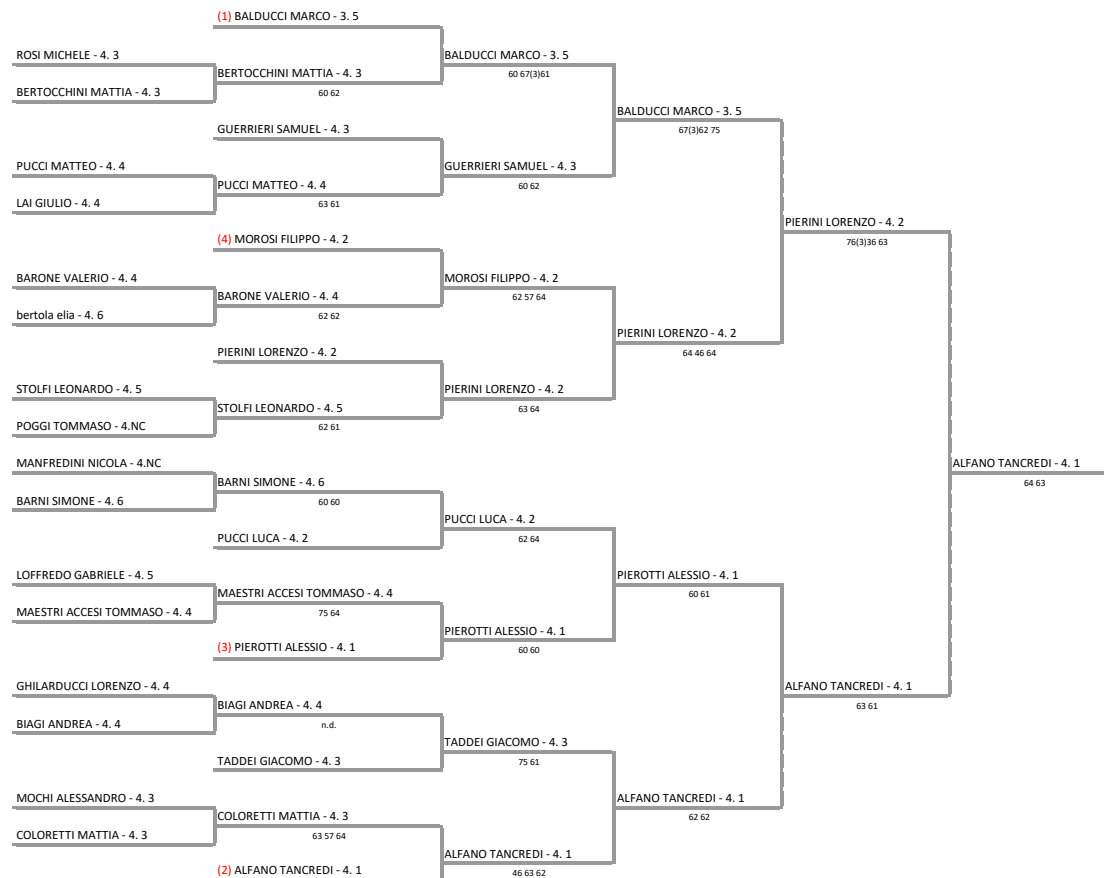 (1) BALDUCCI MARCO - 3. 5
ROSI MICHELE - 4. 3
BALDUCCI MARCO - 3. 5
60 67(3)61
BERTOCCHINI MATTIA - 4. 3
60 62
BERTOCCHINI MATTIA - 4. 3
BALDUCCI MARCO - 3. 5
67(3)62 75
GUERRIERI SAMUEL - 4. 3
PUCCI MATTEO - 4. 4
GUERRIERI SAMUEL - 4. 3
60 62
PUCCI MATTEO - 4. 4
63 61
LAI GIULIO - 4. 4
PIERINI LORENZO - 4. 2
76(3)36 63
(4) MOROSI FILIPPO - 4. 2
BARONE VALERIO - 4. 4
MOROSI FILIPPO - 4. 2
62 57 64
BARONE VALERIO - 4. 4
62 62
bertola elia - 4. 6
PIERINI LORENZO - 4. 2
64 46 64
PIERINI LORENZO - 4. 2
STOLFI LEONARDO - 4. 5
PIERINI LORENZO - 4. 2
63 64
STOLFI LEONARDO - 4. 5
62 61
POGGI TOMMASO - 4.NC
MANFREDINI NICOLA - 4.NC
ALFANO TANCREDI - 4. 1
64 63
BARNI SIMONE - 4. 6
60 60
BARNI SIMONE - 4. 6
PUCCI LUCA - 4. 2
62 64
PUCCI LUCA - 4. 2
LOFFREDO GABRIELE - 4. 5
PIEROTTI ALESSIO - 4. 1
60 61
MAESTRI ACCESI TOMMASO - 4. 4
75 64
MAESTRI ACCESI TOMMASO - 4. 4
PIEROTTI ALESSIO - 4. 1
60 60
(3) PIEROTTI ALESSIO - 4. 1
GHILARDUCCI LORENZO - 4. 4
ALFANO TANCREDI - 4. 1
63 61
BIAGI ANDREA - 4. 4
n.d.
BIAGI ANDREA - 4. 4
TADDEI GIACOMO - 4. 3
75 61
TADDEI GIACOMO - 4. 3
MOCHI ALESSANDRO - 4. 3
ALFANO TANCREDI - 4. 1
62 62
COLORETTI MATTIA - 4. 3
63 57 64
COLORETTI MATTIA - 4. 3
ALFANO TANCREDI - 4. 1
46 63 62
(2) ALFANO TANCREDI - 4. 1